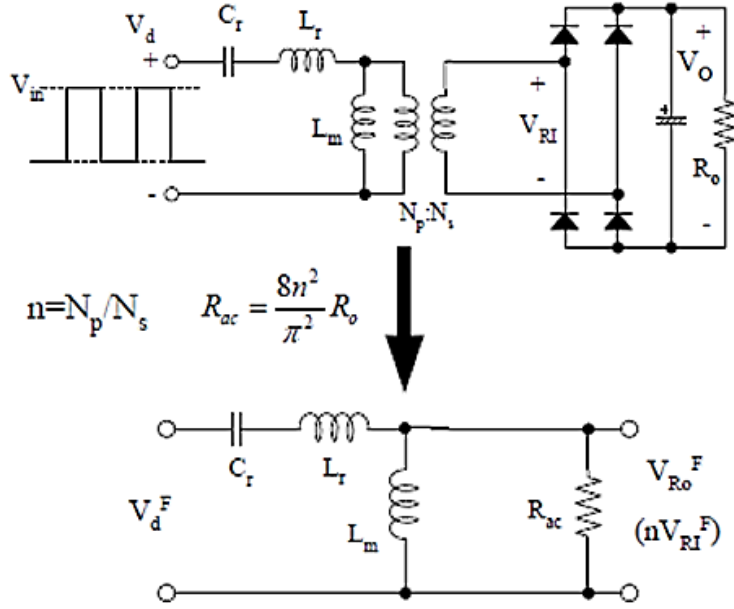 V_d
C_r
L_r
+
V_in
L_m
-
N_p:N_s
+
V_RI
-
+
+
V_O
R_o
-
n=N_p/N_s
R_ac = 8n²/π² R_o
C_r
L_r
V_d^F
L_m
R_ac
V_Ro^F
(nV_RI^F)